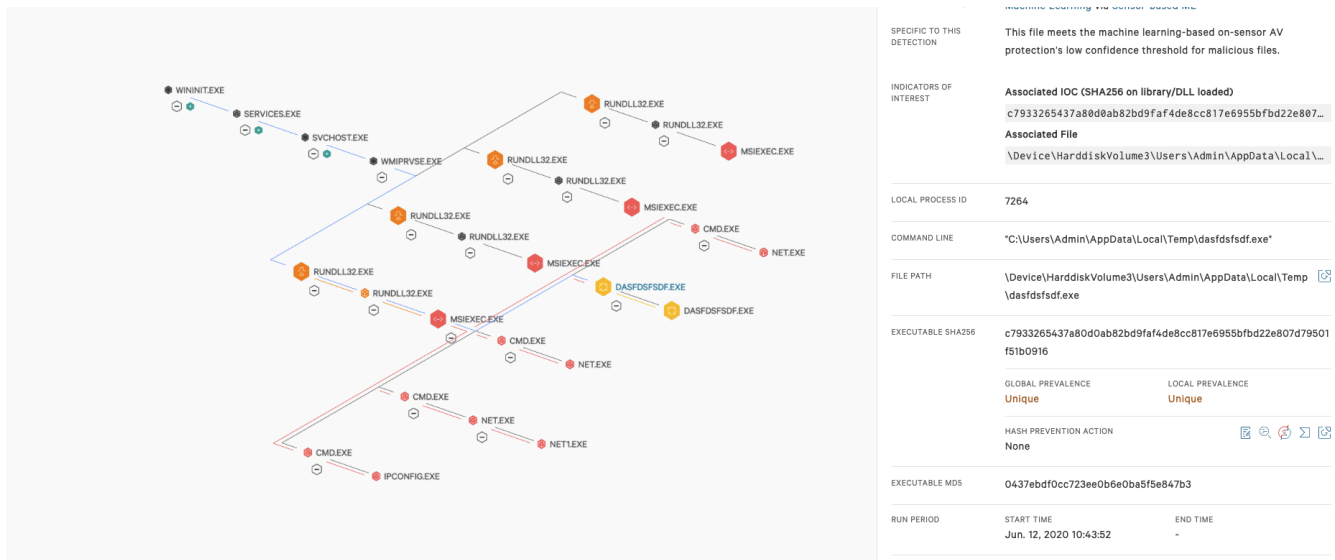 WININIT.EXE
SERVICES.EXE
SVCHOST.EXE
WMIPRVSE.EXE
RUNDLL32.EXE
RUNDLL32.EXE
MSIEXEC.EXE
RUNDLL32.EXE
RUNDLL32.EXE
MSIEXEC.EXE
RUNDLL32.EXE
RUNDLL32.EXE
MSIEXEC.EXE
RUNDLL32.EXE
RUNDLL32.EXE
MSIEXEC.EXE
CMD.EXE
NET.EXE
DASFDSFSDF.EXE
DASFDSFSDF.EXE
CMD.EXE
NET.EXE
CMD.EXE
NET.EXE
NET1.EXE
CMD.EXE
IPCONFIG.EXE
Machine Learning via Sensor-based ML
SPECIFIC TO THIS
DETECTION
This file meets the machine learning-based on-sensor AV
protection's low confidence threshold for malicious files.
INDICATORS OF
INTEREST
Associated IOC (SHA256 on library/DLL loaded)
c7933265437a80d0ab82bd9faf4de8cc817e6955bfbd22e807…
Associated File
\Device\HarddiskVolume3\Users\Admin\AppData\Local\…
LOCAL PROCESS ID
7264
COMMAND LINE
"C:\Users\Admin\AppData\Local\Temp\dasfdsfsdf.exe"
FILE PATH
\Device\HarddiskVolume3\Users\Admin\AppData\Local\Temp
\dasfdsfsdf.exe
EXECUTABLE SHA256
c7933265437a80d0ab82bd9faf4de8cc817e6955bfbd22e807d79501
f51b0916
GLOBAL PREVALENCE
Unique
LOCAL PREVALENCE
Unique
HASH PREVENTION ACTION
None
EXECUTABLE MD5
0437ebdf0cc723ee0b6e0ba5f5e847b3
RUN PERIOD
START TIME
Jun. 12, 2020 10:43:52
END TIME
-